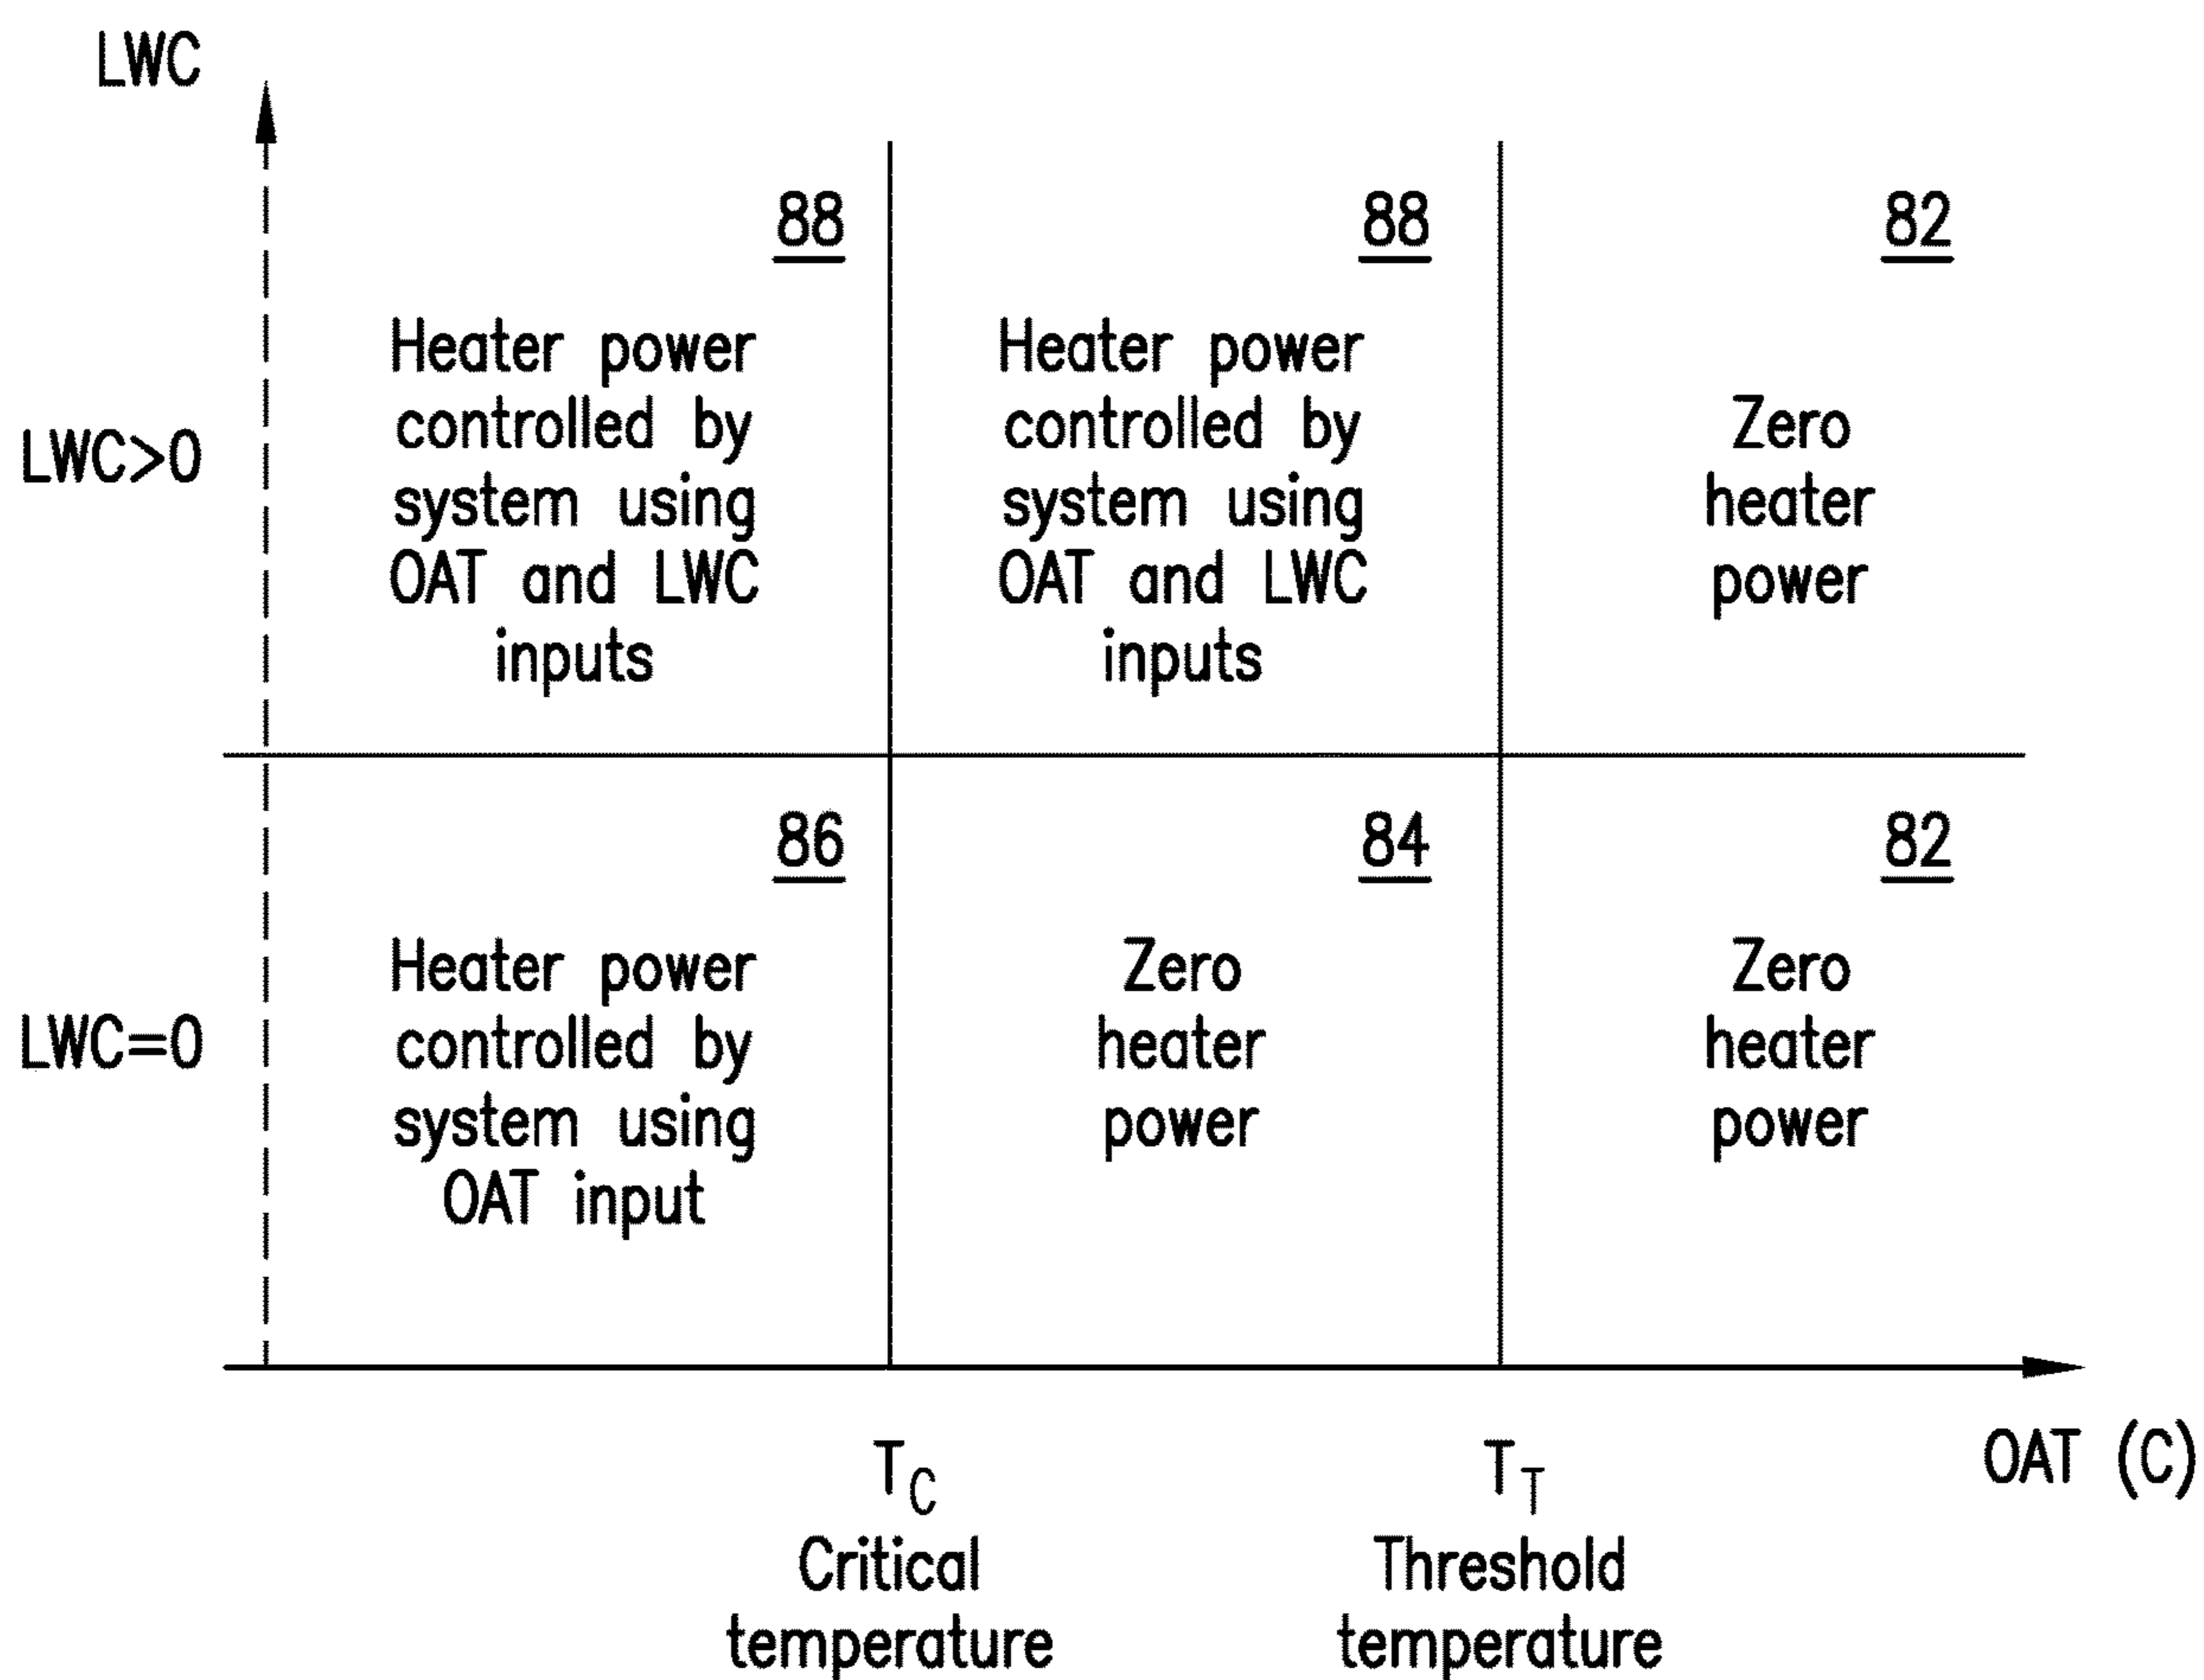 LWC
88
88
82
LWC>0
Heater power
controlled by
system using
OAT and LWC
inputs
Heater power
controlled by
system using
OAT and LWC
inputs
Zero
heater
power
86
84
82
LWC=0
Heater power
controlled by
system using
OAT input
Zero
heater
power
Zero
heater
power
T_C
Critical
temperature
T_T
Threshold
temperature
OAT (C)